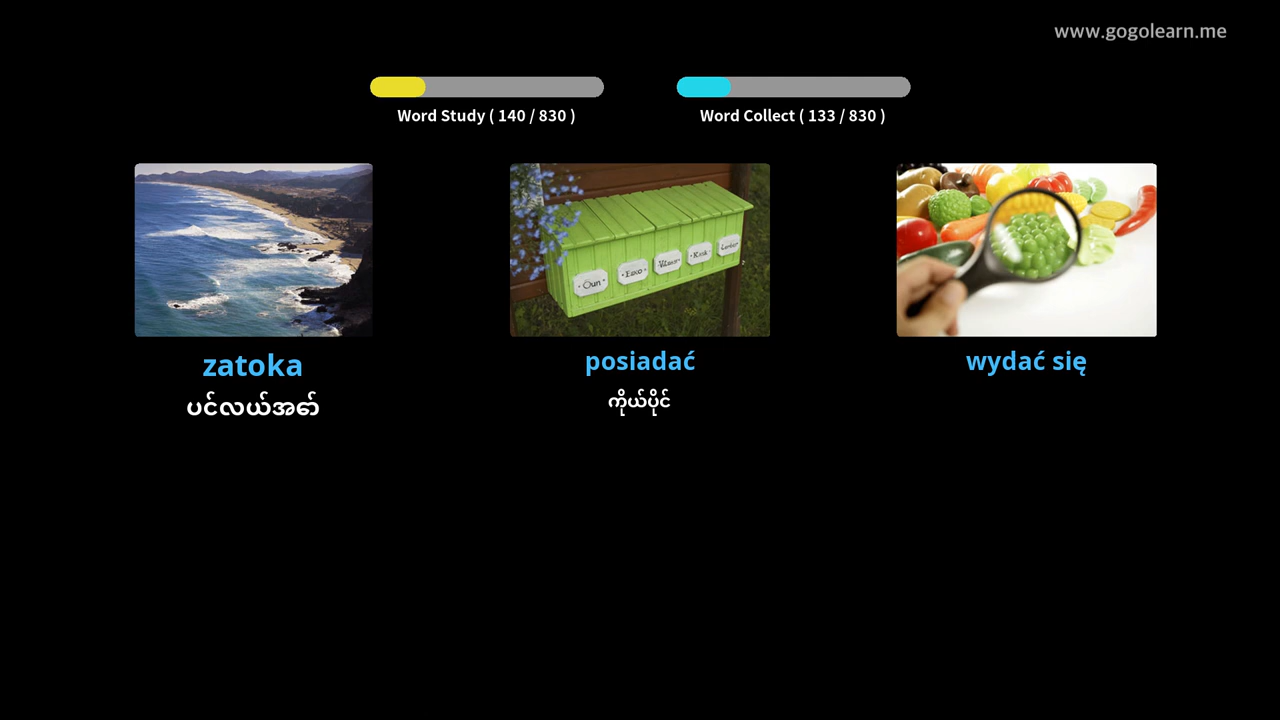 www.gogolearn.me
Word Study ( 140 / 830 )
Word Collect ( 133 / 830 )
zatoka
ပင်လယ်အဓာ်
posiadać
ကိုယ်ပိုင်
wydać się